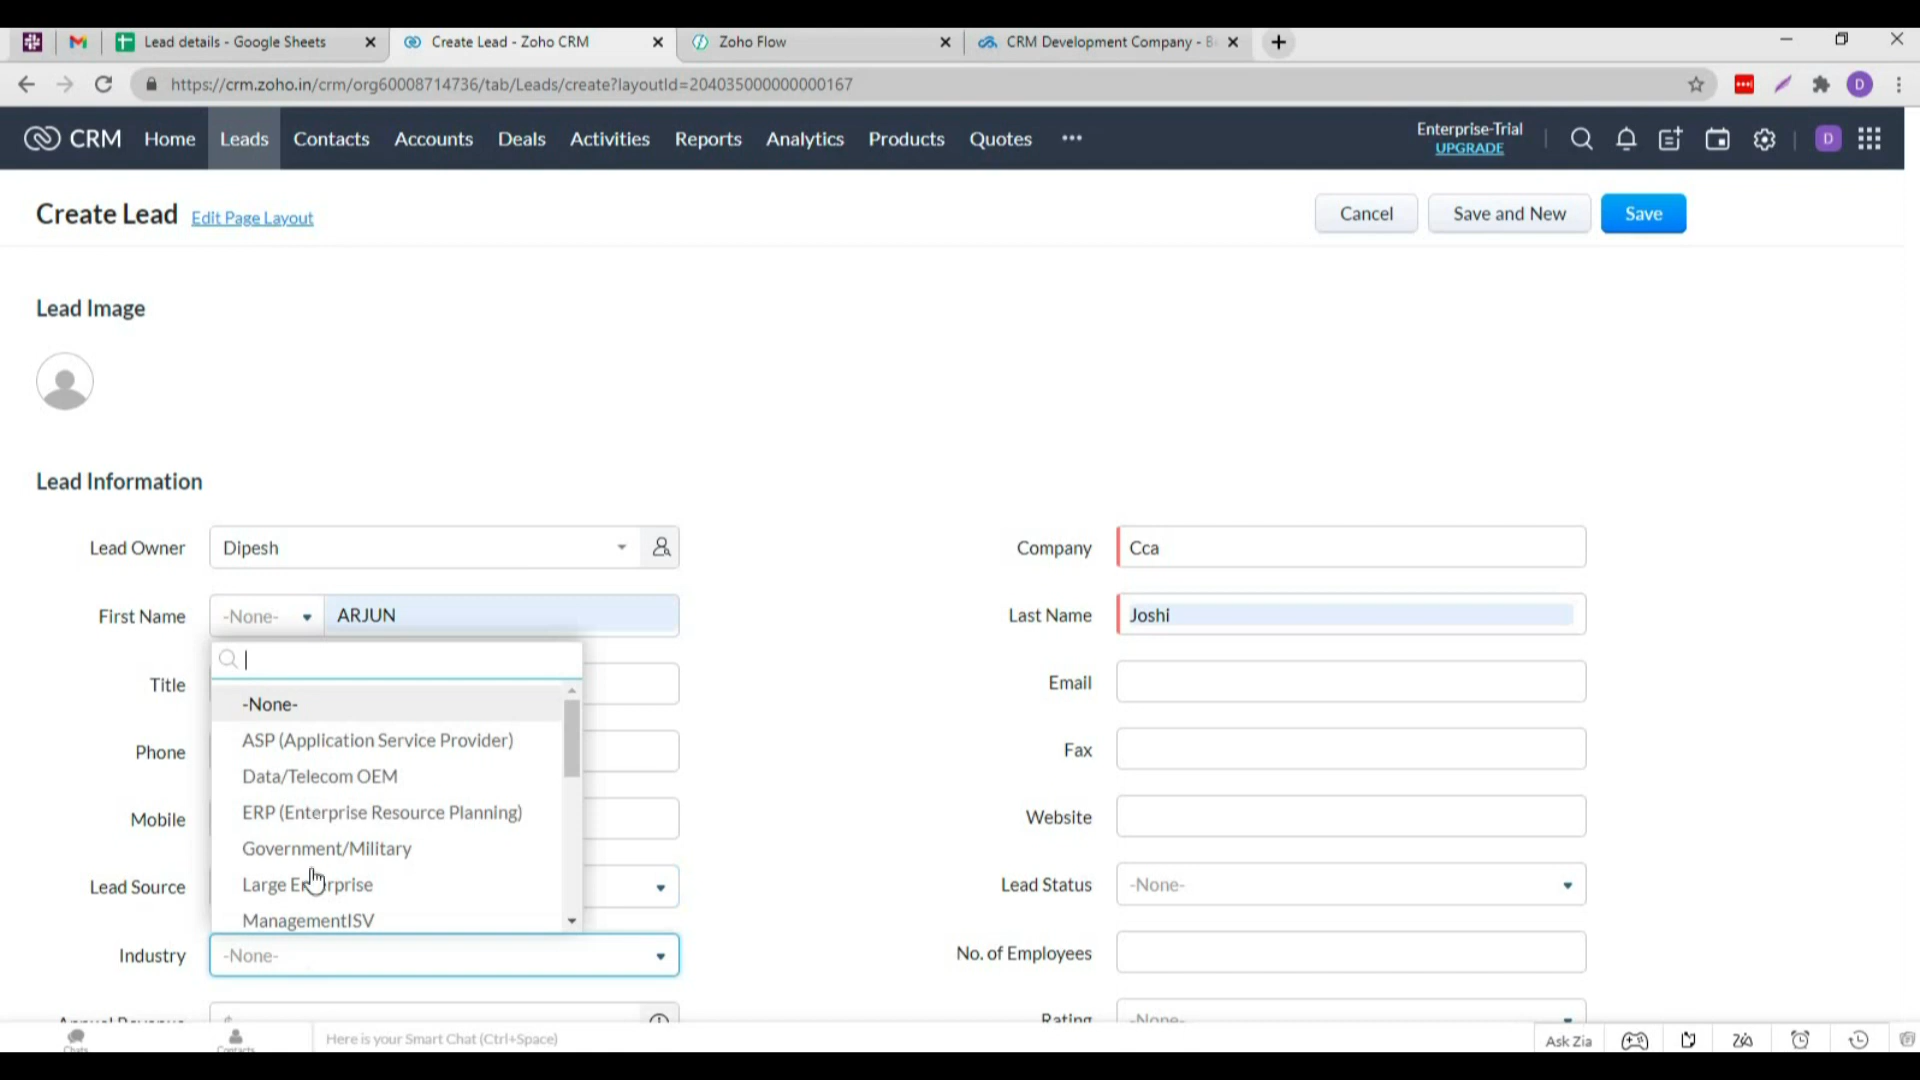 Lead details - Google Sheets
Create Lead - Zoho CRM
Zoho Flow
CRM Development Company - B
https://crm.zoho.in/crm/org60008714736/tab/Leads/create?layoutId=204035000000000167
D
CRM Home Leads Contacts Accounts Deals Activities Reports Analytics Products Quotes ...
Enterprise-Trial
UPGRADE
D
Create Lead Edit Page Layout
Cancel Save and New Save
Lead Image
Lead Information
Lead Owner Dipesh
Company Cca
First Name -None- ARJUN
Last Name Joshi
Title
Email
Phone
Fax
Mobile
Website
Lead Source
Lead Status -None-
-None-
ASP (Application Service Provider)
Data/Telecom OEM
ERP (Enterprise Resource Planning)
Government/Military
Large Enterprise
ManagementISV
Industry -None-
No. of Employees
Annual Revenue
Rating -None-
Chats
Contacts
Here is your Smart Chat (Ctrl+Space)
Ask Zia